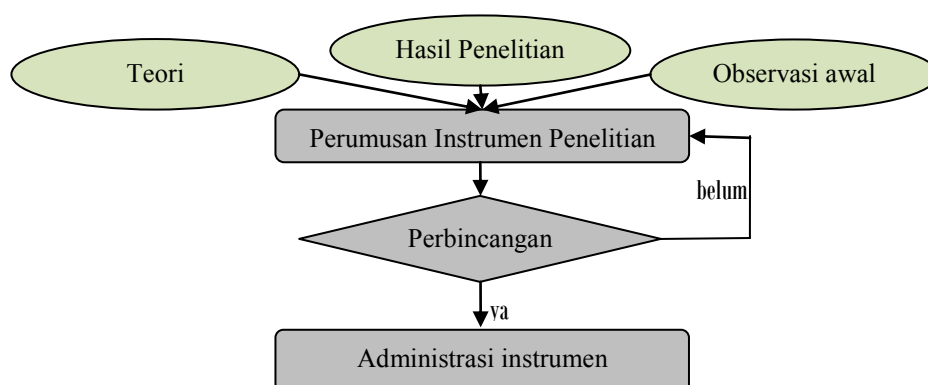 Hasil Penelitian
Teori
Observasi awal
Perumusan Instrumen Penelitian
belum
Perbincangan
ya
Administrasi instrumen